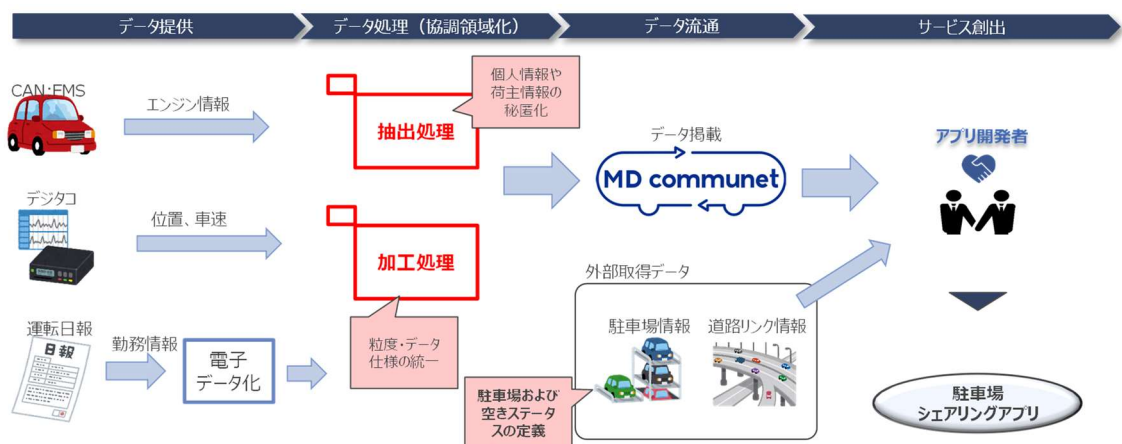 データ提供
データ処理（協調領域化）
データ流通
サービス創出
CAN・FMS
エンジン情報
抽出処理
個人情報や
荷主情報の
秘匿化
データ掲載
MD communet
アプリ開発者
デジタコ
位置、車速
加工処理
粒度・データ
仕様の統一
外部取得データ
駐車場情報
道路リンク情報
駐車場および
空きステータ
スの定義
運転日報
日報
勤務情報
電子
データ化
駐車場
シェアリングアプリ